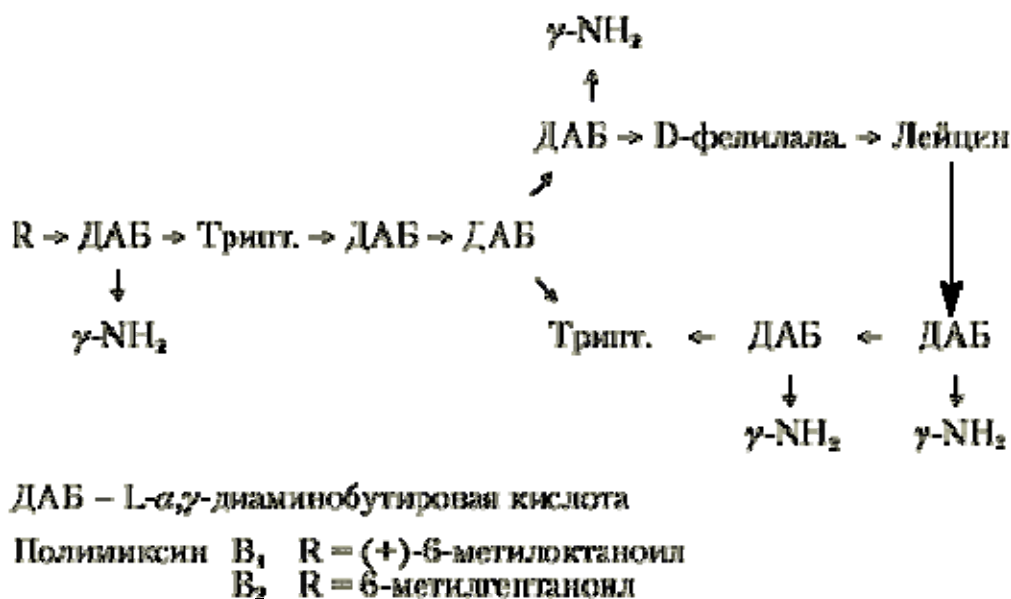 γ-NH₂
↑
ДАБ → D-фелилала. → Лейцин
R → ДАБ → Трипт. → ДАБ → ДАБ
γ-NH₂
Трипт. ← ДАБ ← ДАБ
γ-NH₂ γ-NH₂
ДАБ – L-α,γ-диаминобутировая кислота
Полимиксин B₁ R = (+)-6-метилоктаноил
B₂ R = 6-метилгептаноил